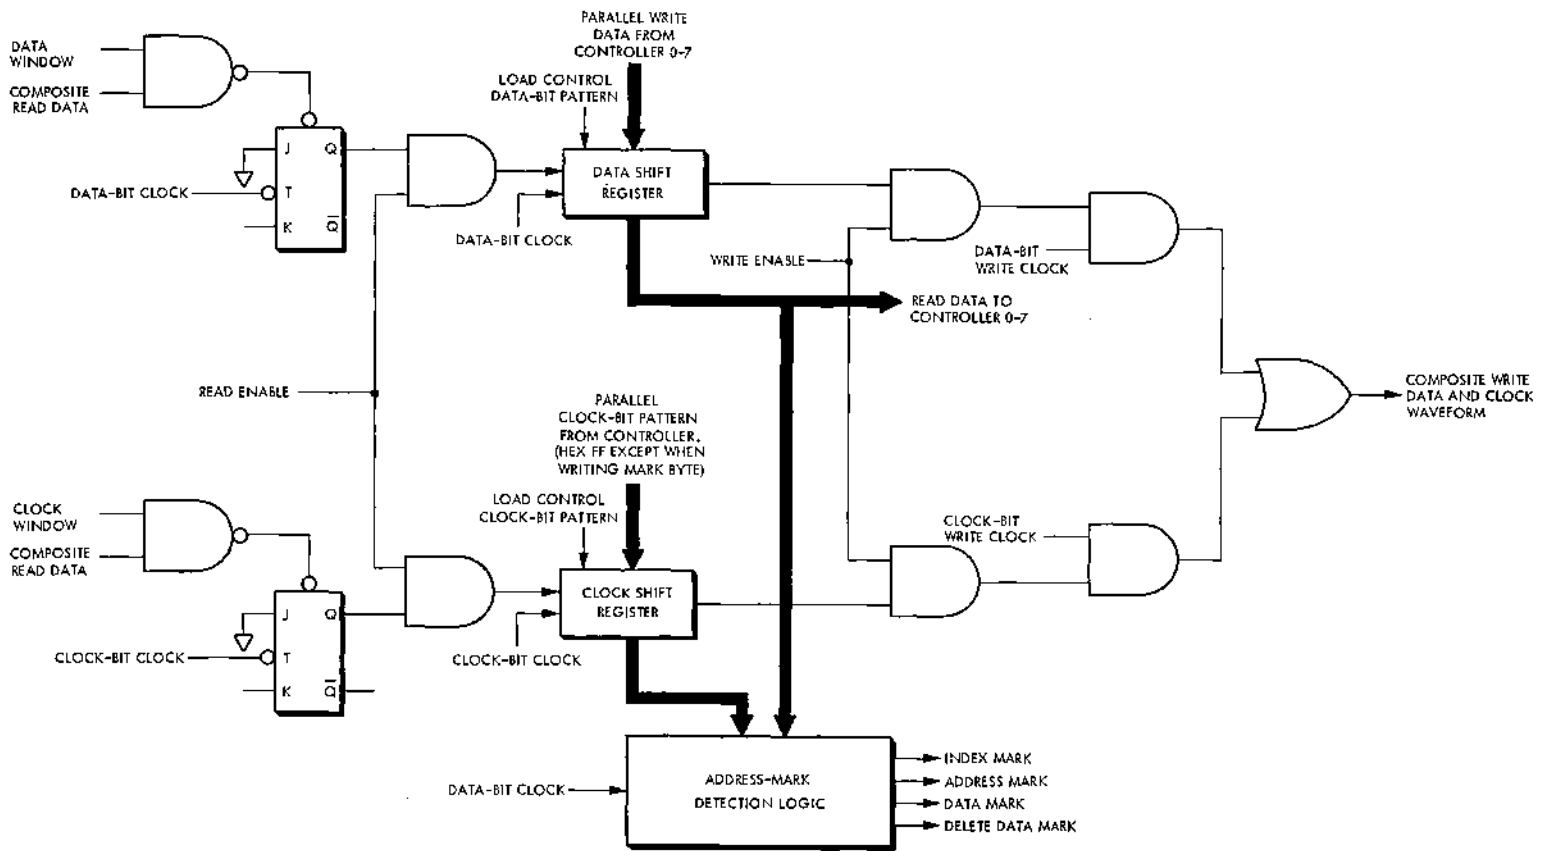 PARALLEL WRITE
DATA FROM
CONTROLLER 0-7
DATA
WINDOW
COMPOSITE
READ DATA
LOAD CONTROL
DATA-BIT PATTERN
J Q
T
K Q
DATA-BIT CLOCK
DATA SHIFT
REGISTER
DATA-BIT CLOCK
WRITE ENABLE
DATA-BIT
WRITE CLOCK
READ DATA TO
CONTROLLER 0-7
READ ENABLE
COMPOSITE WRITE
DATA AND CLOCK
WAVEFORM
PARALLEL
CLOCK-BIT PATTERN
FROM CONTROLLER.
(HEX FF EXCEPT WHEN
WRITING MARK BYTE)
CLOCK
WINDOW
COMPOSITE
READ DATA
LOAD CONTROL
CLOCK-BIT PATTERN
CLOCK-BIT
WRITE CLOCK
J Q
T
K Q
CLOCK-BIT CLOCK
CLOCK SHIFT
REGISTER
CLOCK-BIT CLOCK
DATA-BIT CLOCK
ADDRESS-MARK
DETECTION LOGIC
INDEX MARK
ADDRESS MARK
DATA MARK
DELETE DATA MARK